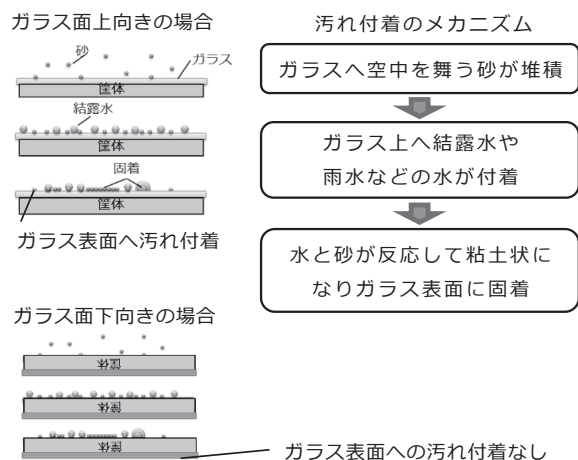 ガラス面上向きの場合
砂
ガラス
筐体
結露水
筐体
固着
筐体
ガラス表面へ汚れ付着
汚れ付着のメカニズム
ガラスへ空中を舞う砂が堆積
ガラス上へ結露水や
雨水などの水が付着
水と砂が反応して粘土状に
なりガラス表面に固着
ガラス面下向きの場合
筐体
筐体
筐体
ガラス表面への汚れ付着なし